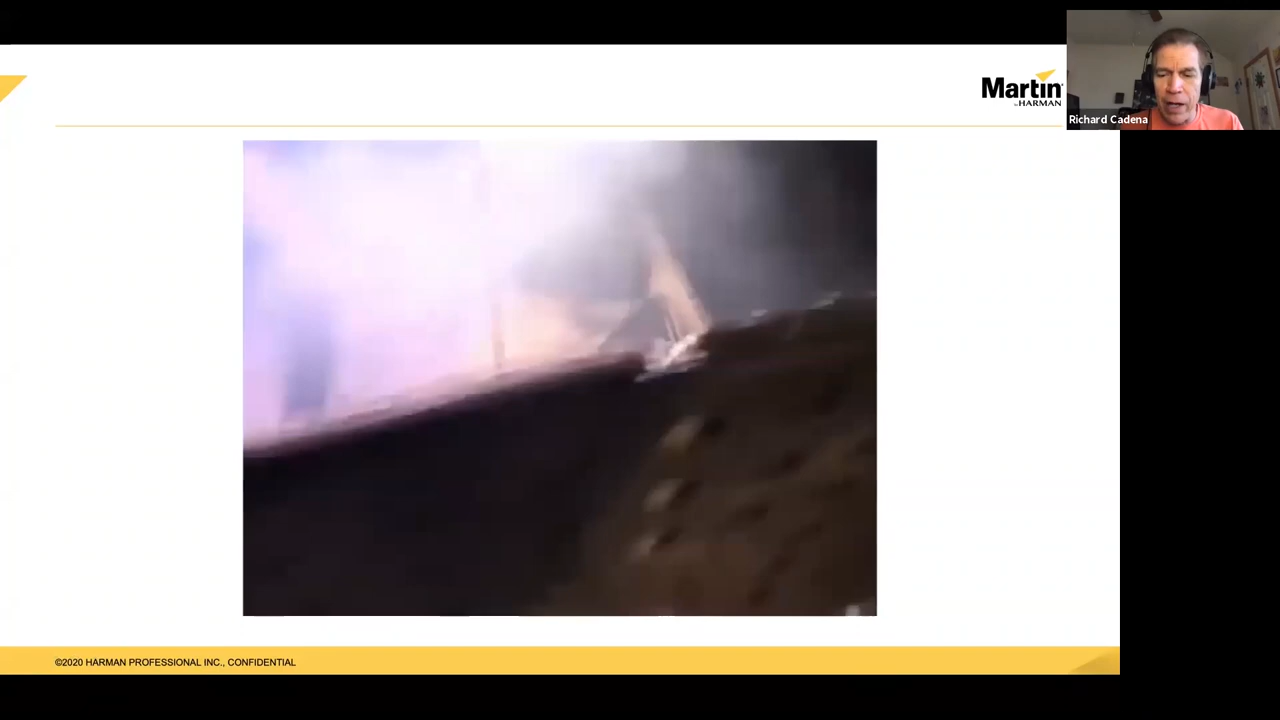 Martin
by HARMAN
Richard Cadena
©2020 HARMAN PROFESSIONAL INC., CONFIDENTIAL